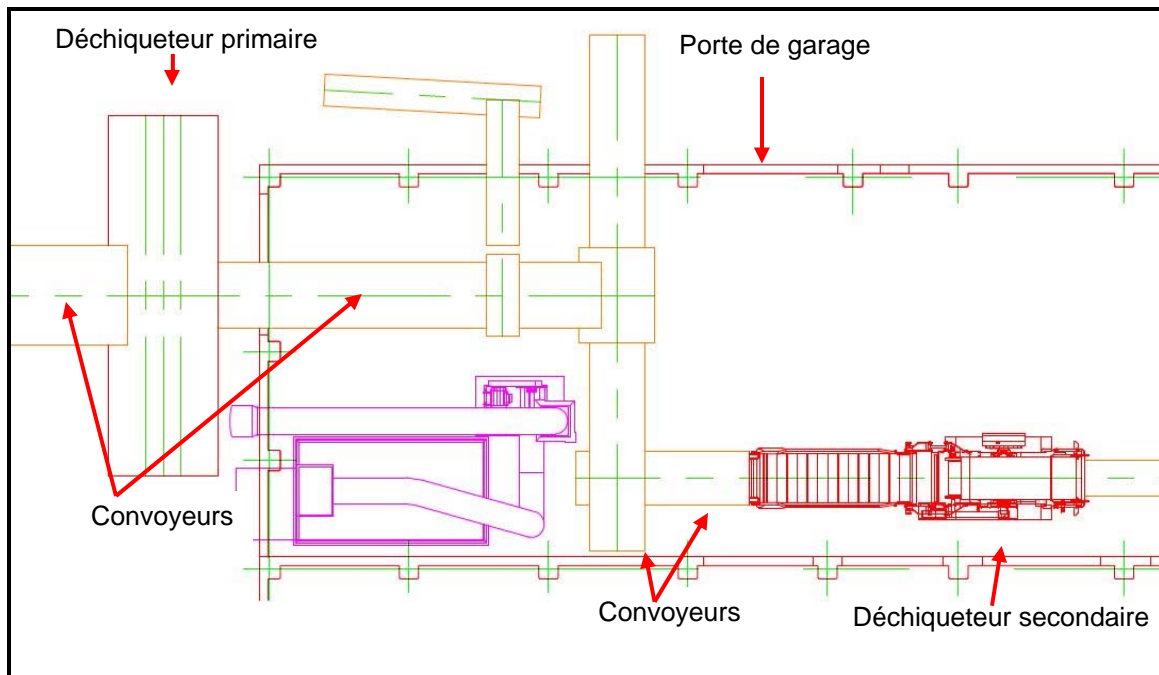 Déchiqueteur primaire
Porte de garage
Convoyeurs
Convoyeurs
Déchiqueteur secondaire